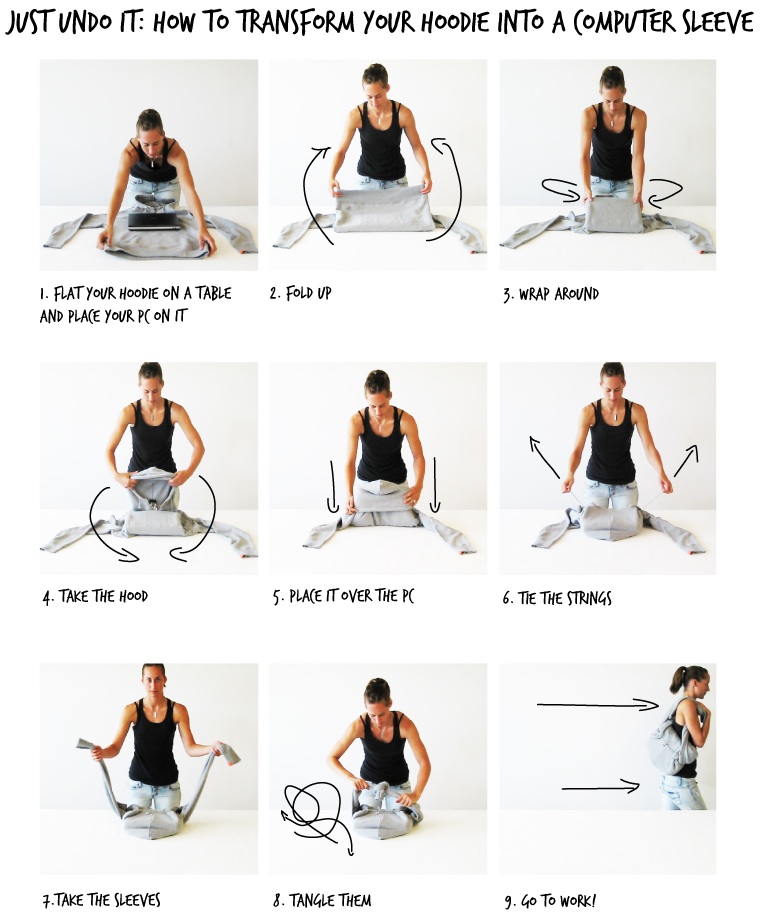 JUST UNDO IT: HOW TO TRANSFORM YOUR HOODIE INTO A COMPUTER SLEEVE
1. FLAT YOUR HOODIE ON A TABLE
AND PLACE YOUR PC ON IT
2. FOLD UP
3. WRAP AROUND
4. TAKE THE HOOD
5. PLACE IT OVER THE PC
6. TIE THE STRINGS
7.TAKE THE SLEEVES
8. TANGLE THEM
9. GO TO WORK!